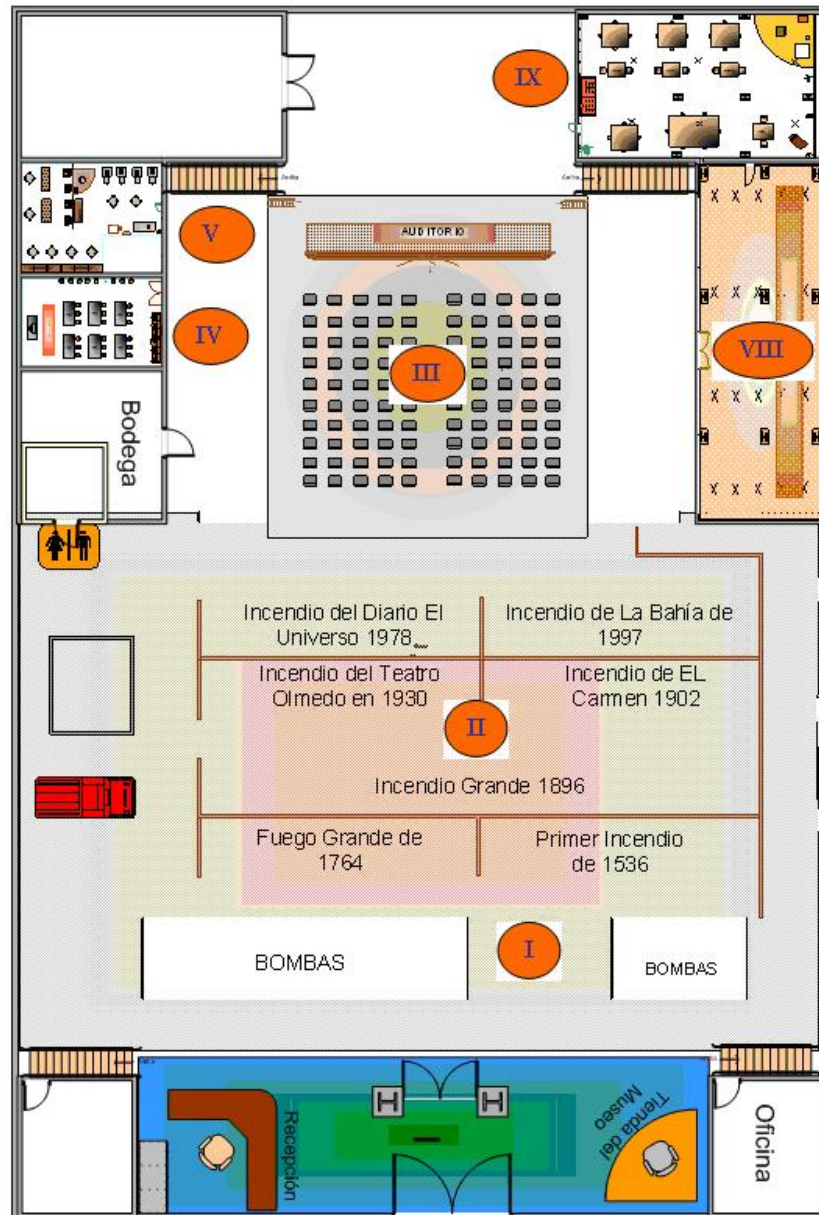 IX
Arriba
V
AUDITORIO
IV
III
VIII
Bodega
Incendio del Diario El
Universo 1978
Incendio de La Bahía de
1997
Incendio del Teatro
Olmedo en 1930
Incendio de EL
Carmen 1902
II
Incendio Grande 1896
Fuego Grande de
1764
Primer Incendio
de 1536
I
BOMBAS
BOMBAS
Recepción
Tienda del
Museo
Oficina